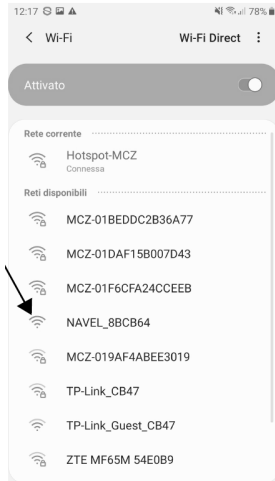 12:17 78%
Wi-Fi Wi-Fi Direct
Attivato
Rete corrente
Hotspot-MCZ
Connessa
Reti disponibili
MCZ-01BEDDC2B36A77
MCZ-01DAF15B007D43
MCZ-01F6CFA24CCEEB
NAVEL_8BCB64
MCZ-019AF4ABEE3019
TP-Link_CB47
TP-Link_Guest_CB47
ZTE MF65M 54E0B9